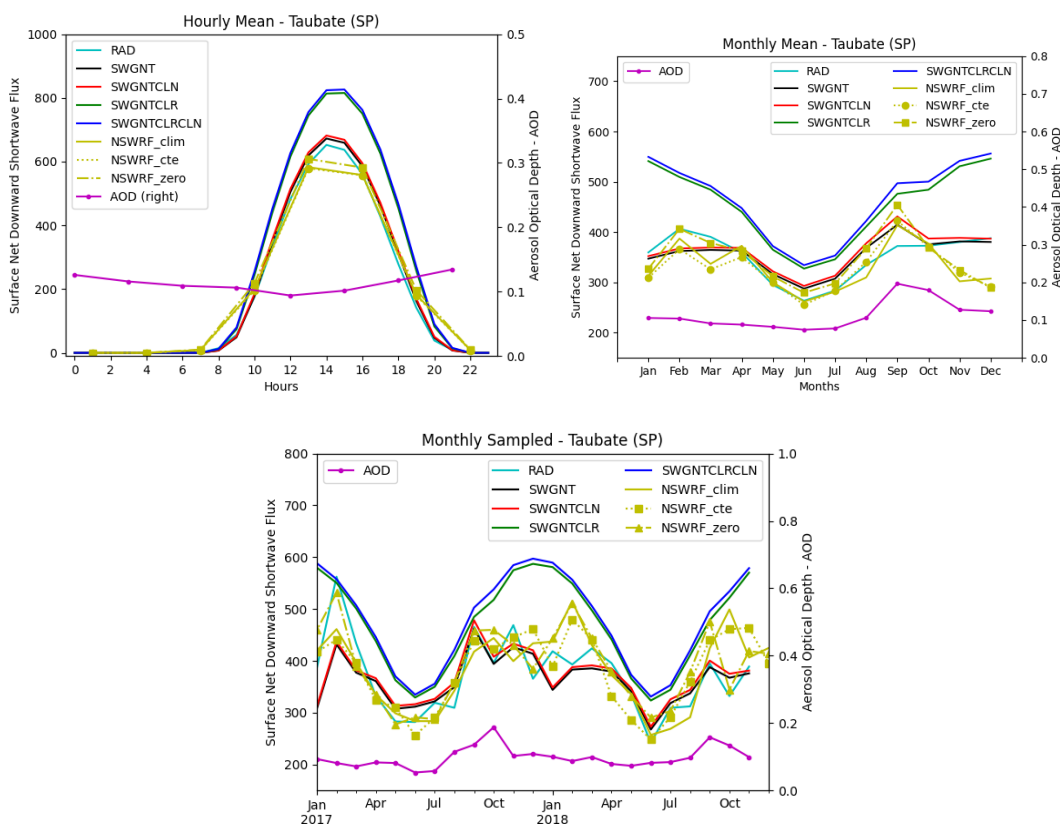 Hourly Mean - Taubate (SP)
Surface Net Downward Shortwave Flux
1000
800
600
400
200
0
RAD
SWGNT
SWGNTCLN
SWGNTCLR
SWGNTCLRCLN
NSWRF_clim
NSWRF_cte
NSWRF_zero
AOD (right)
0.5
0.4
0.3
0.2
0.1
0.0
Aerosol Optical Depth - AOD
0 2 4 6 8 10 12 14 16 18 20 22
Hours
Monthly Mean - Taubate (SP)
Surface Net Downward Shortwave Flux
700
600
500
400
300
200
AOD
RAD
SWGNT
SWGNTCLN
SWGNTCLR
SWGNTCLRCLN
NSWRF_clim
NSWRF_cte
NSWRF_zero
0.8
0.7
0.6
0.5
0.4
0.3
0.2
0.1
0.0
Aerosol Optical Depth - AOD
Jan Feb Mar Apr May Jun Jul Aug Sep Oct Nov Dec
Months
Monthly Sampled - Taubate (SP)
Surface Net Downward Shortwave Flux
800
700
600
500
400
300
200
AOD
RAD
SWGNT
SWGNTCLN
SWGNTCLR
SWGNTCLRCLN
NSWRF_clim
NSWRF_cte
NSWRF_zero
1.0
0.8
0.6
0.4
0.2
0.0
Aerosol Optical Depth - AOD
Jan Apr Jul Oct Jan Apr Jul Oct
2017 2018